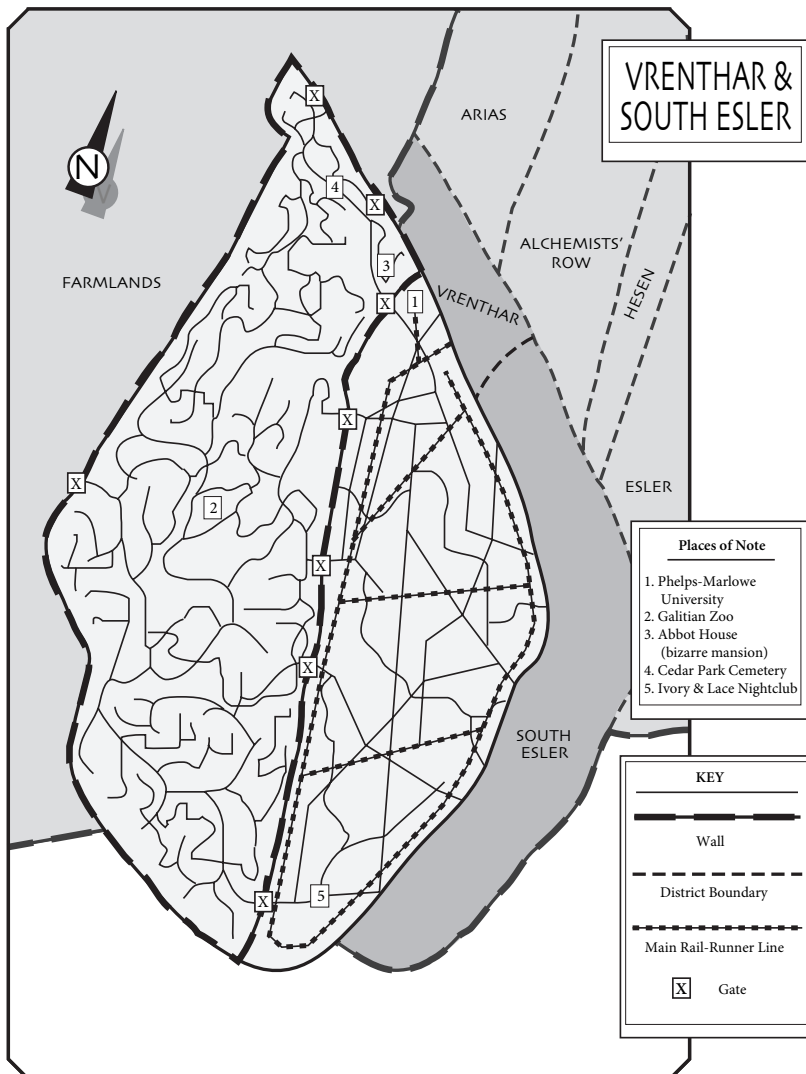 VRENTHAR &
SOUTH ESLER
ARIAS
N
N
X
4
X
ALCHEMISTS'
ROW
3
FARMLANDS
HESEN
VRENTHAR
X
1
X
X
ESLER
2
X
Places of Note
1. Phelps-Marlowe
University
2. Galitian Zoo
3. Abbot House
(bizarre mansion)
4. Cedar Park Cemetery
5. Ivory & Lace Nightclub
X
SOUTH
ESLER
KEY
Wall
District Boundary
Main Rail-Runner Line
X Gate
5
X